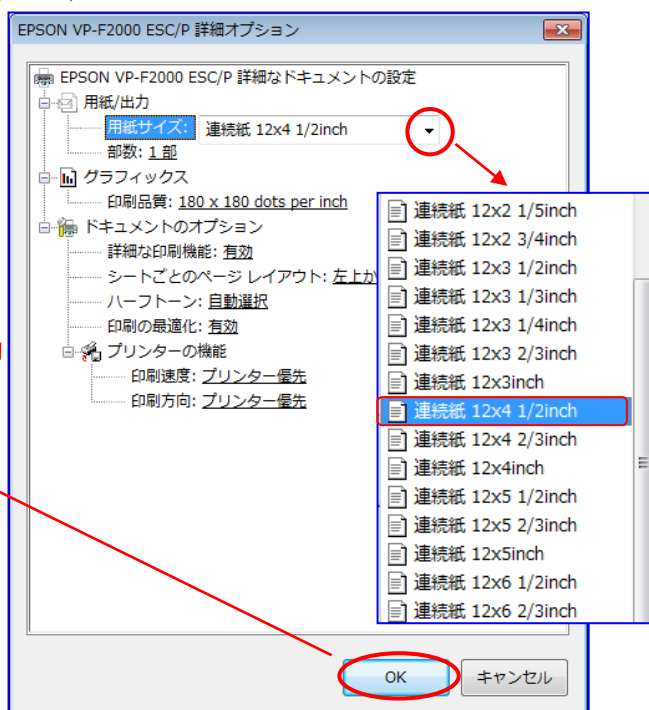 EPSON VP-F2000 ESC/P 詳細オプション
EPSON VP-F2000 ESC/P 詳細なドキュメントの設定
用紙/出力
用紙サイズ: 連続紙 12x4 1/2inch
部数: 1 部
グラフィックス
印刷品質: 180 x 180 dots per inch
ドキュメントのオプション
詳細な印刷機能: 有効
シートごとのページ レイアウト: 左上か
ハーフトーン: 自動選択
印刷の最適化: 有効
プリンターの機能
印刷速度: プリンター優先
印刷方向: プリンター優先
連続紙 12x2 1/5inch
連続紙 12x2 3/4inch
連続紙 12x3 1/2inch
連続紙 12x3 1/3inch
連続紙 12x3 1/4inch
連続紙 12x3 2/3inch
連続紙 12x3inch
連続紙 12x4 1/2inch
連続紙 12x4 2/3inch
連続紙 12x4inch
連続紙 12x5 1/2inch
連続紙 12x5 2/3inch
連続紙 12x5inch
連続紙 12x6 1/2inch
連続紙 12x6 2/3inch
OK
キャンセル